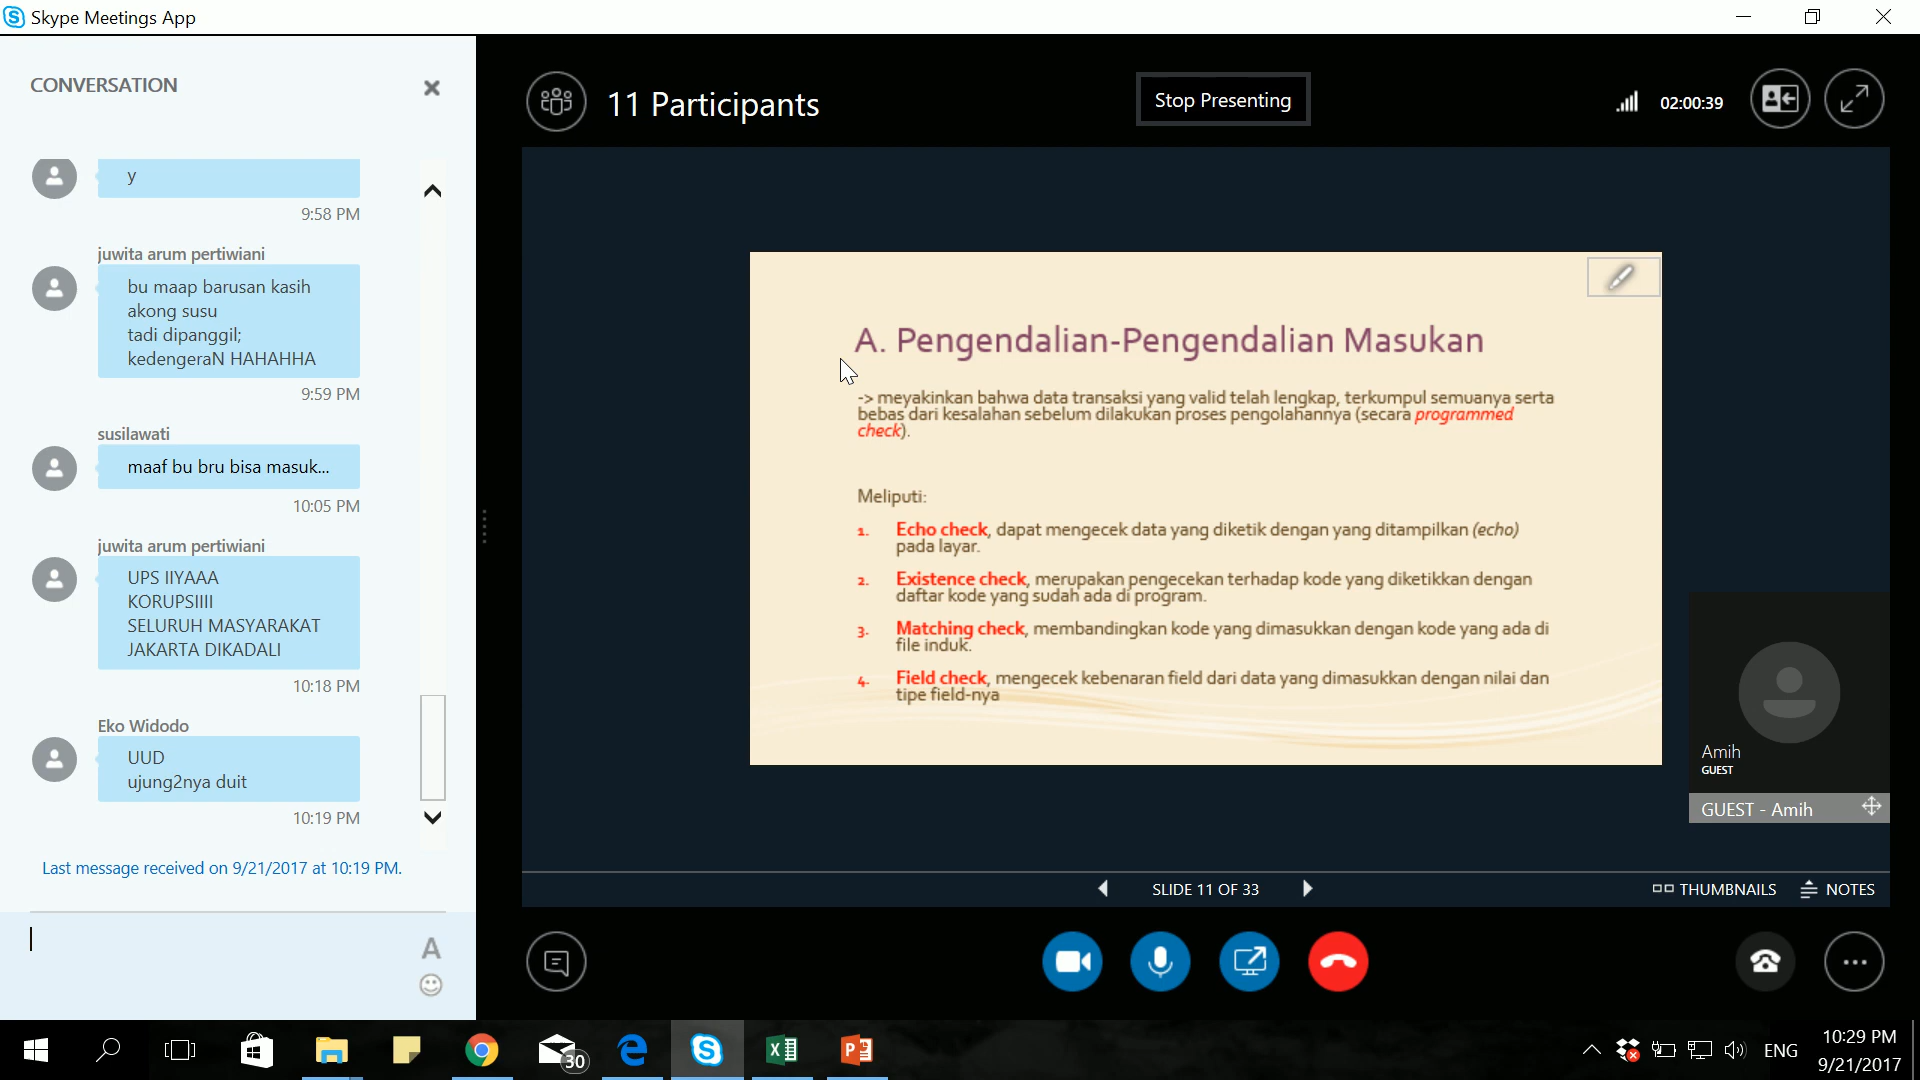 Skype Meetings App
CONVERSATION
y
9:58 PM
juwita arum pertiwiani
bu maap barusan kasih
akong susu
tadi dipanggil;
kedengeraN HAHAHHA
9:59 PM
susilawati
maaf bu bru bisa masuk...
10:05 PM
juwita arum pertiwiani
UPS IIYAAA
KORUPSIIII
SELURUH MASYARAKAT
JAKARTA DIKADALI
10:18 PM
Eko Widodo
UUD
ujung2nya duit
10:19 PM
Last message received on 9/21/2017 at 10:19 PM.
A
11 Participants
Stop Presenting
02:00:39
A. Pengendalian-Pengendalian Masukan
-> meyakinkan bahwa data transaksi yang valid telah lengkap, terkumpul semuanya serta
bebas dari kesalahan sebelum dilakukan proses pengolahannya (secara programmed
check).
Meliputi:
1. Echo check, dapat mengecek data yang diketik dengan yang ditampilkan (echo)
pada layar.
2. Existence check, merupakan pengecekan terhadap kode yang diketikkan dengan
daftar kode yang sudah ada di program.
3. Matching check, membandingkan kode yang dimasukkan dengan kode yang ada di
file induk.
4. Field check, mengecek kebenaran field dari data yang dimasukkan dengan nilai dan
tipe field-nya
Amih
GUEST
GUEST - Amih
SLIDE 11 OF 33
THUMBNAILS
NOTES
30
ENG
10:29 PM
9/21/2017